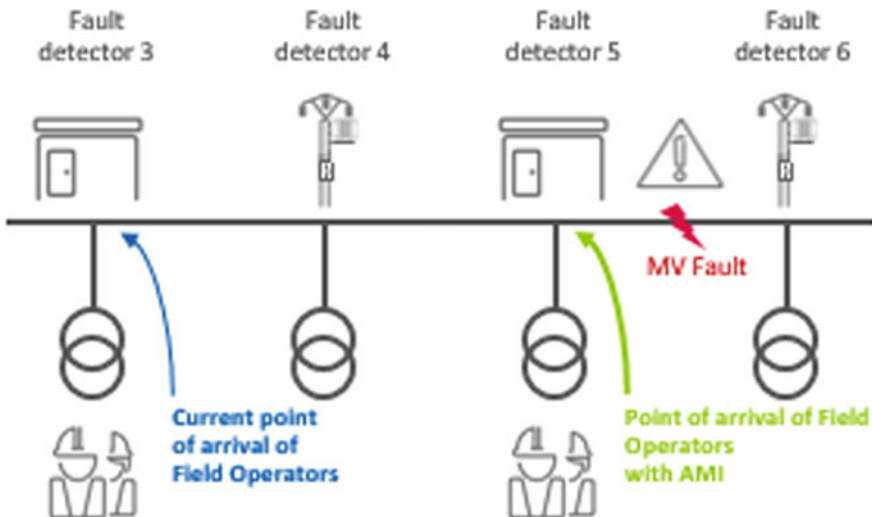 Fault
detector 3
Fault
detector 4
Fault
detector 5
Fault
detector 6
MV Fault
Current point
of arrival of
Field Operators
Point of arrival of Field
Operators
with AMI